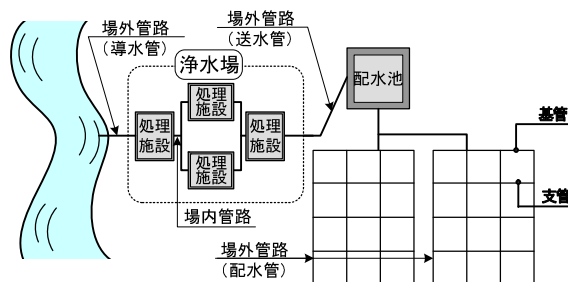 場外管路
(導水管)
場外管路
(送水管)
浄水場
配水池
処理
施設
処理
施設
処理
施設
処理
施設
場内管路
基管
支管
場外管路
(配水管)